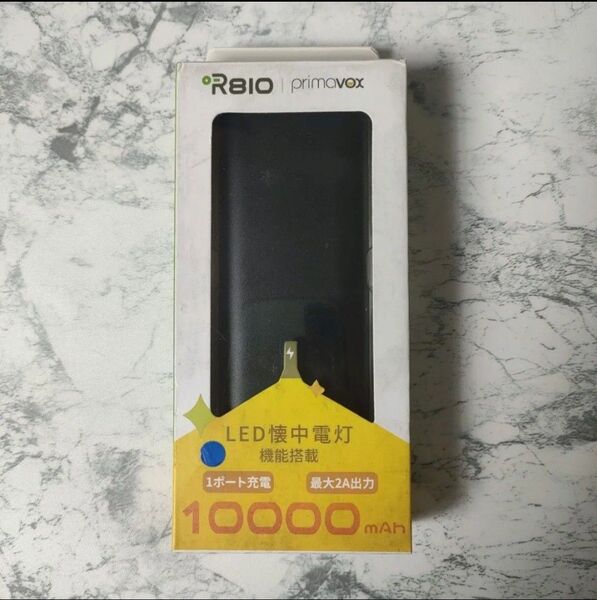 R810 | primavox
LED懐中電灯
機能搭載
1ポート充電 最大2A出力
10000mAh